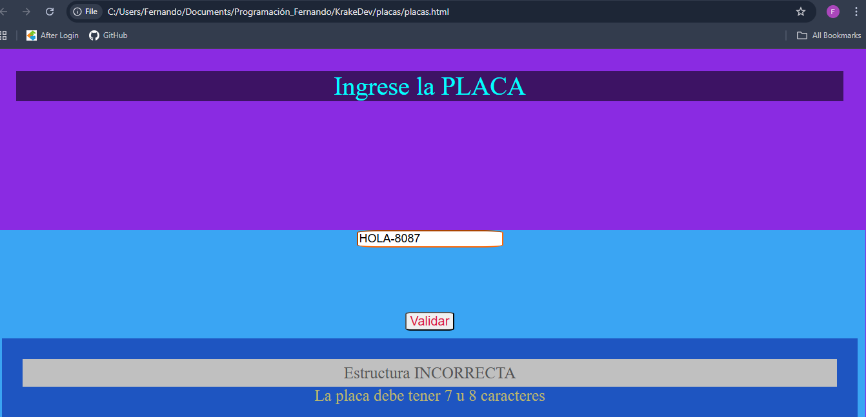 File C:/Users/Fernando/Documents/Programación_Fernando/KrakeDev/placas/placas.html F
After Login GitHub All Bookmarks
Ingrese la PLACA
HOLA-8087
Validar
Estructura INCORRECTA
La placa debe tener 7 u 8 caracteres